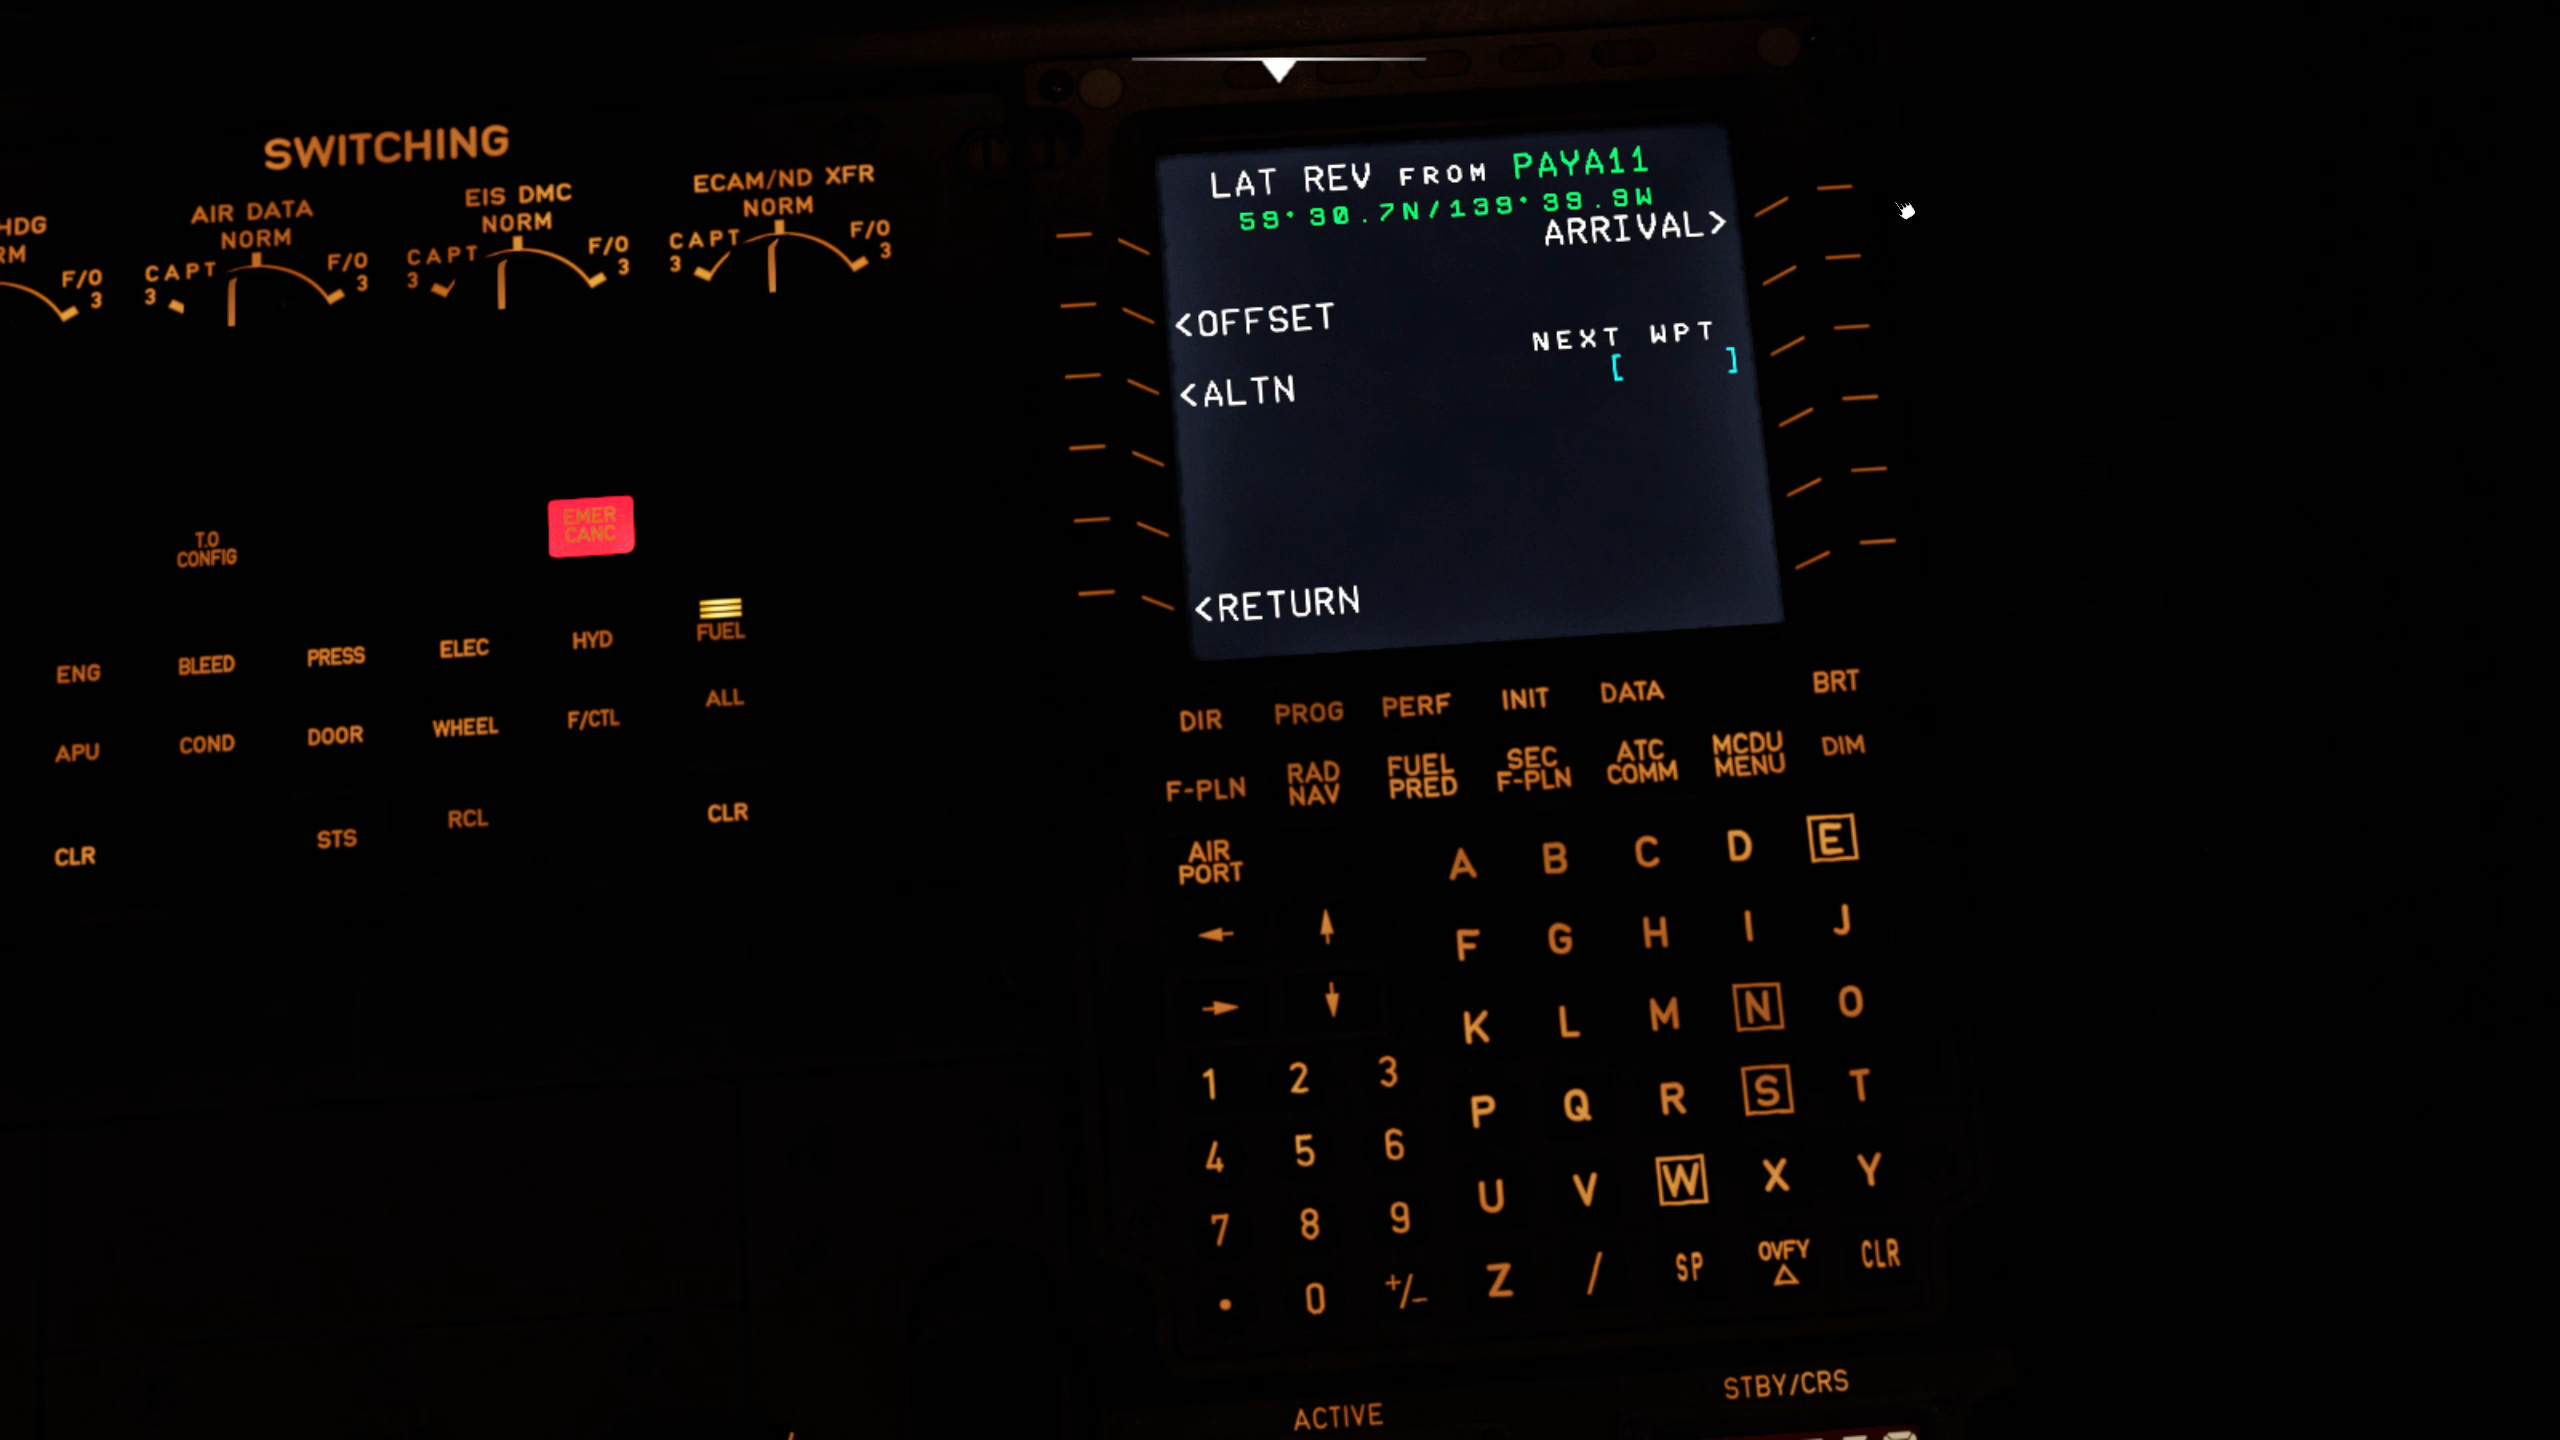 SWITCHING
HDG
RM
F/O
3
AIR DATA
NORM
CAPT
3
F/O
3
EIS DMC
NORM
CAPT
3
F/O
3
ECAM/ND XFR
NORM
CAPT
3
F/O
3
LAT REV FROM PAYA11
59°30.7N/139°39.9W
ARRIVAL>
<OFFSET
NEXT WPT
[ ]
<ALTN
<RETURN
T.O
CONFIG
EMER
CANC
ENG BLEED PRESS ELEC HYD FUEL
APU COND DOOR WHEEL F/CTL ALL
CLR STS RCL CLR
DIR PROG PERF INIT DATA BRT
F-PLN RAD NAV FUEL PRED SEC F-PLN ATC COMM MCDU MENU DIM
AIR PORT
A B C D E
F G H I J
K L M N O
1 2 3
P Q R S T
4 5 6
U V W X Y
7 8 9
Z / SP OVFY CLR
. 0 +/-
ACTIVE
STBY/CRS